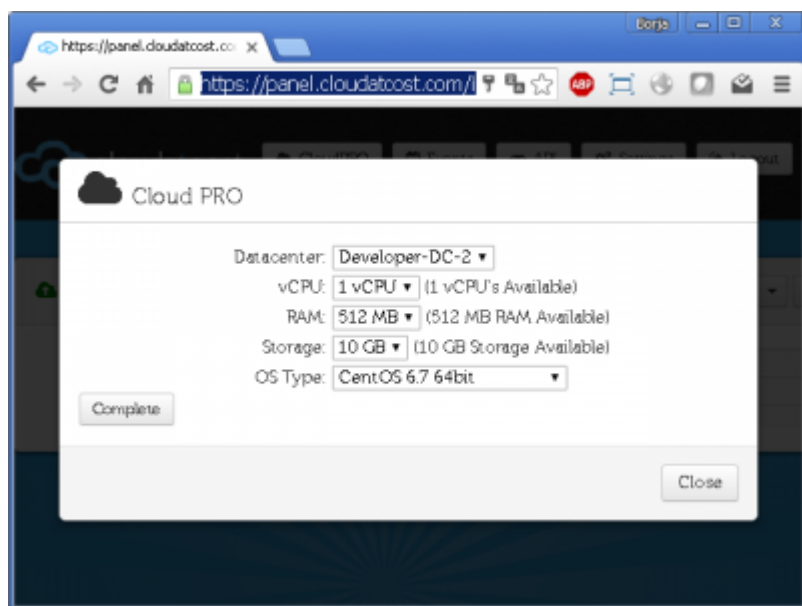 Borja
https://panel.cloudatcost.co
https://panel.cloudatcost.com/l
ABP
Cloud PRO
Datacenter: Developer-DC-2
vCPU: 1 vCPU (1 vCPU's Available)
RAM: 512 MB (512 MB RAM Available)
Storage: 10 GB (10 GB Storage Available)
OS Type: CentOS 6.7 64bit
Complete
Close